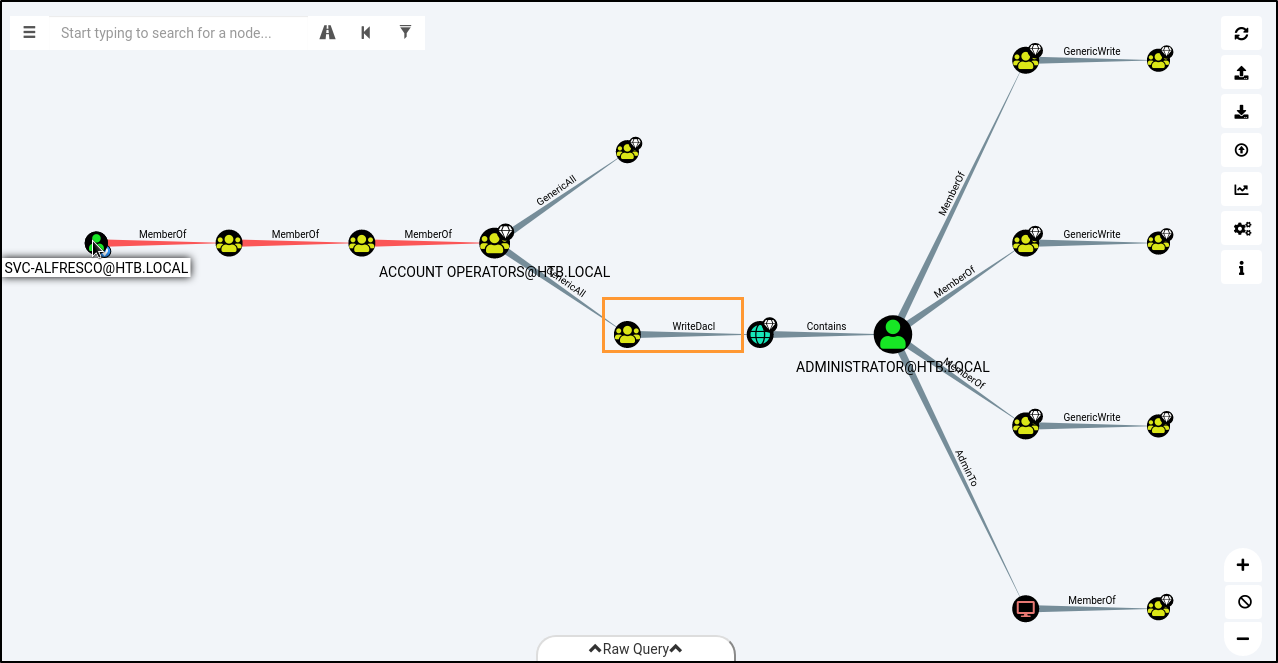 Start typing to search for a node...
GenericWrite
GenericAll
MemberOf
MemberOf
MemberOf
MemberOf
GenericWrite
SVC-ALFRESCO@HTB.LOCAL
ACCOUNT OPERATORS@HTB.LOCAL
GenericAll
MemberOf
WriteDacl
Contains
ADMINISTRATOR@HTB.LOCAL
MemberOf
GenericWrite
AdminTo
MemberOf
Raw Query